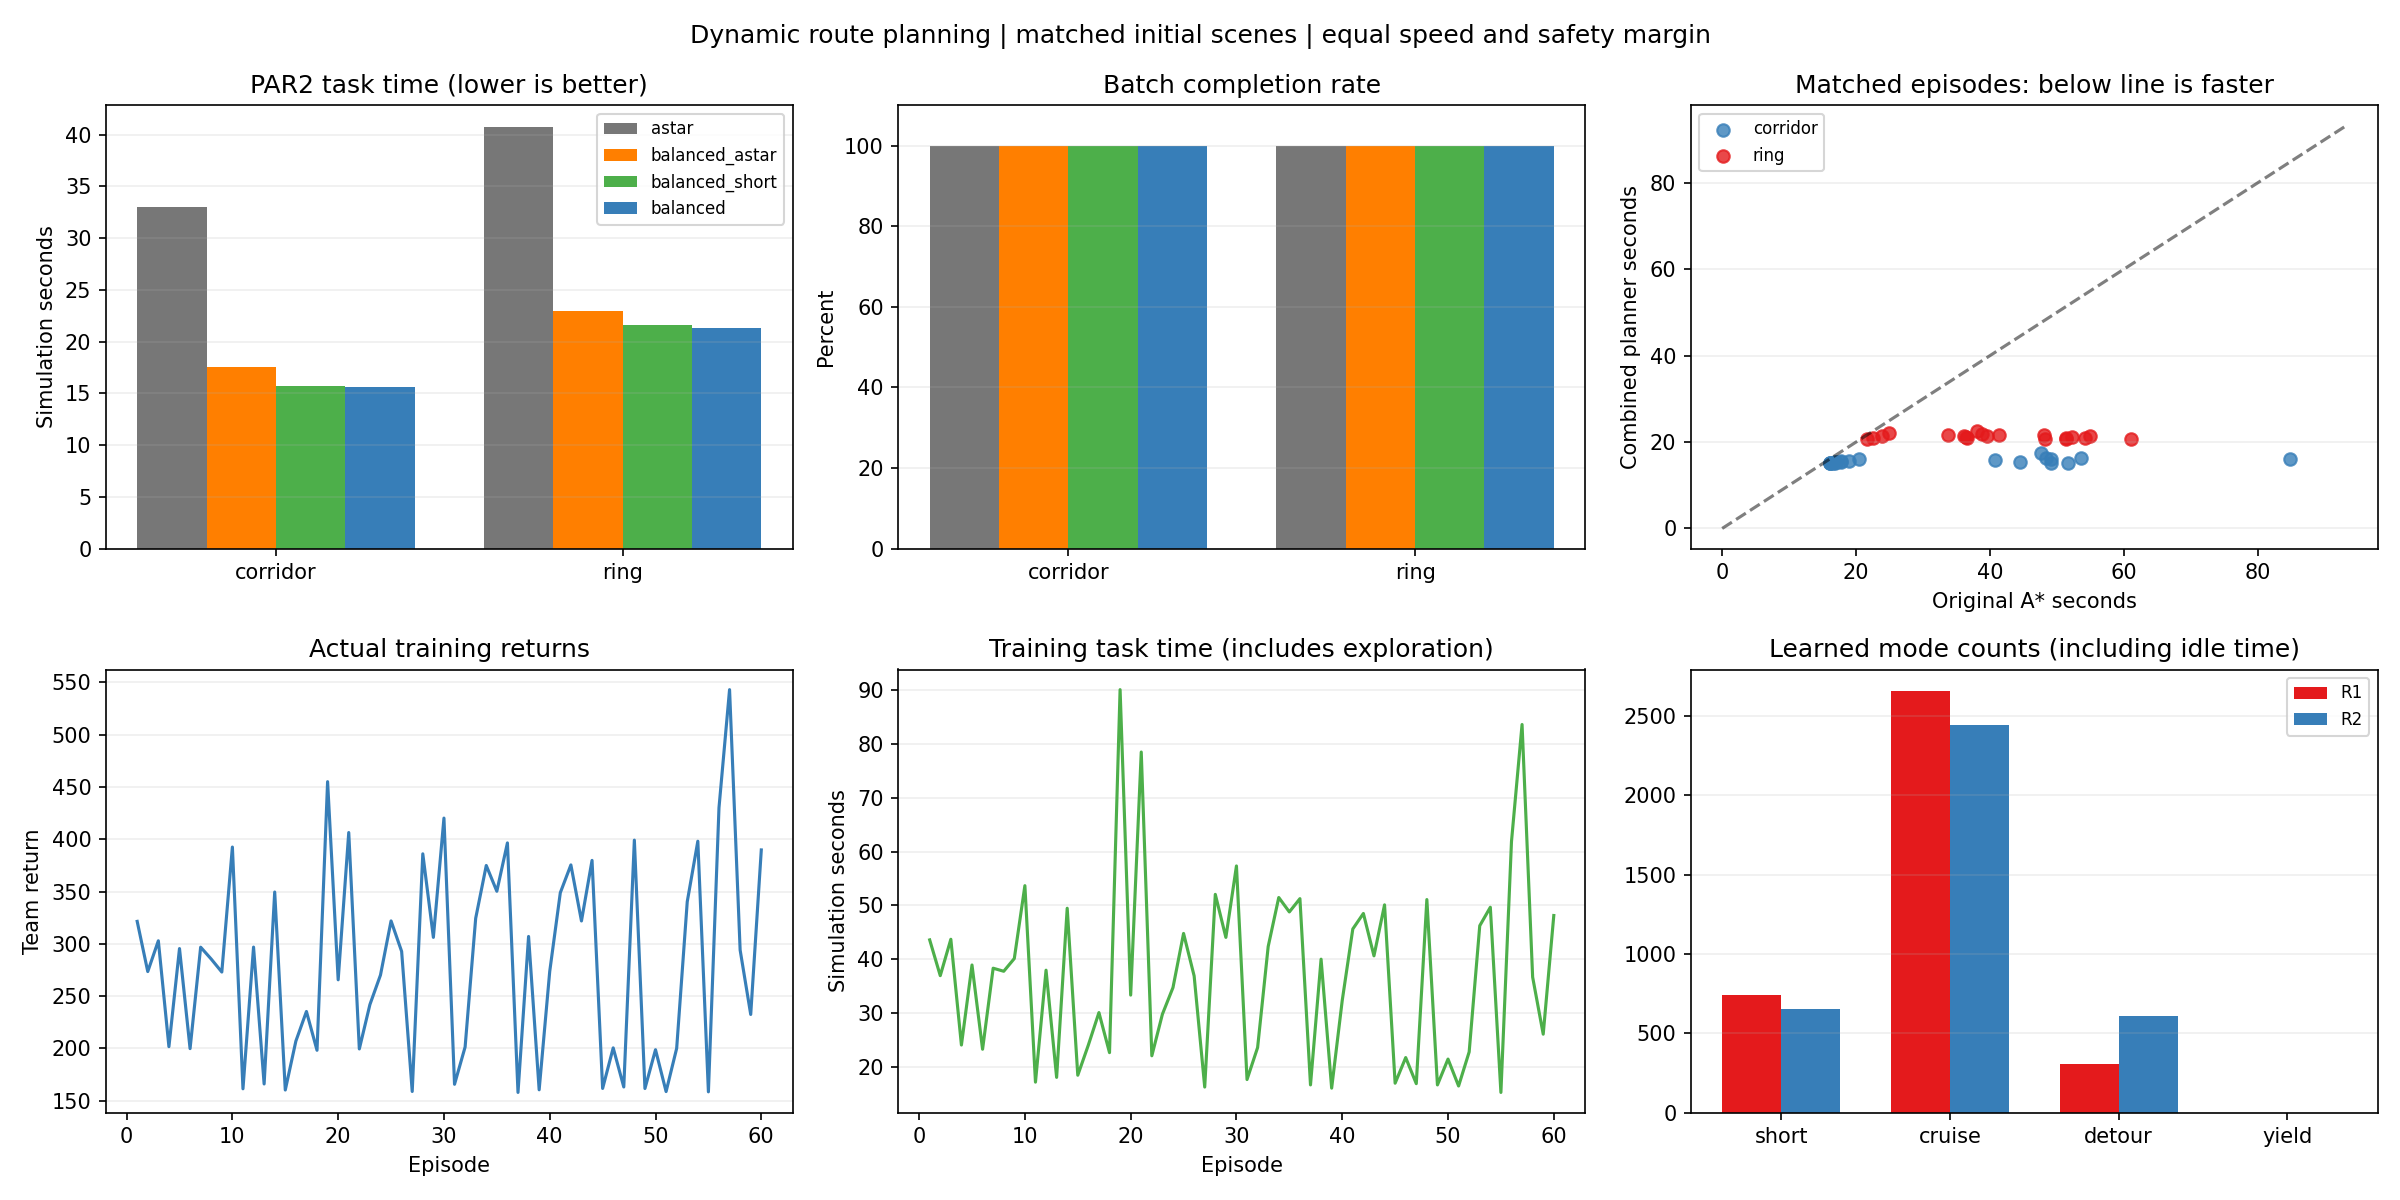 Dynamic route planning | matched initial scenes | equal speed and safety margin
PAR2 task time (lower is better)
Simulation seconds
40
35
30
25
20
15
10
5
0
astar
balanced_astar
balanced_short
balanced
corridor
ring
Batch completion rate
Percent
100
80
60
40
20
0
corridor
ring
Matched episodes: below line is faster
Combined planner seconds
80
60
40
20
0
corridor
ring
0
20
40
60
80
Original A* seconds
Actual training returns
Team return
550
500
450
400
350
300
250
200
150
0
10
20
30
40
50
60
Episode
Training task time (includes exploration)
Simulation seconds
90
80
70
60
50
40
30
20
0
10
20
30
40
50
60
Episode
Learned mode counts (including idle time)
2500
2000
1500
1000
500
0
R1
R2
short
cruise
detour
yield